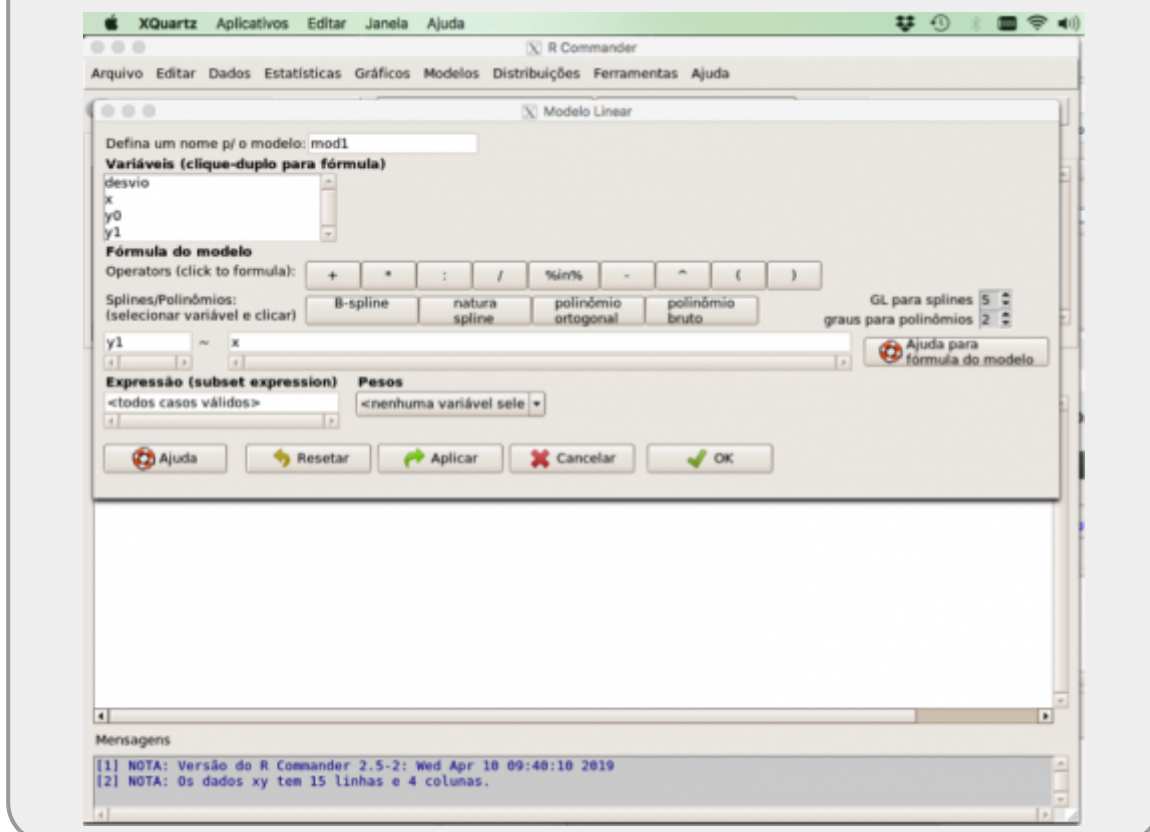 XQuartz Aplicativos Editar Janela Ajuda
R Commander
Arquivo Editar Dados Estatísticas Gráficos Modelos Distribuições Ferramentas Ajuda
Modelo Linear
Defina um nome p/ o modelo: mod1
Variáveis (clique-duplo para fórmula)
desvio
x
y0
y1
Fórmula do modelo
Operators (click to formula): + * : / %in% - ^ ( )
Splines/Polinômios:
(selecionar variável e clicar)
B-spline
natura
spline
polinômio
ortogonal
polinômio
bruto
GL para splines 5
graus para polinômios 2
y1 ~ x
Ajuda para
fórmula do modelo
Expressão (subset expression) Pesos
<todos casos válidos> <nenhuma variável sele
Ajuda Resetar Aplicar Cancelar OK
Mensagens
[1] NOTA: Versão do R Commander 2.5-2: Wed Apr 10 09:40:10 2019
[2] NOTA: Os dados xy tem 15 linhas e 4 colunas.